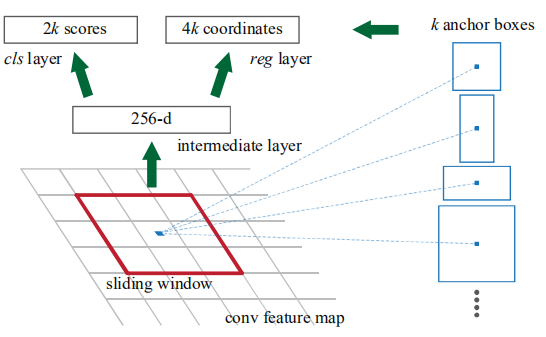 2k scores
4k coordinates
k anchor boxes
cls layer
reg layer
256-d
intermediate layer
sliding window
conv feature map